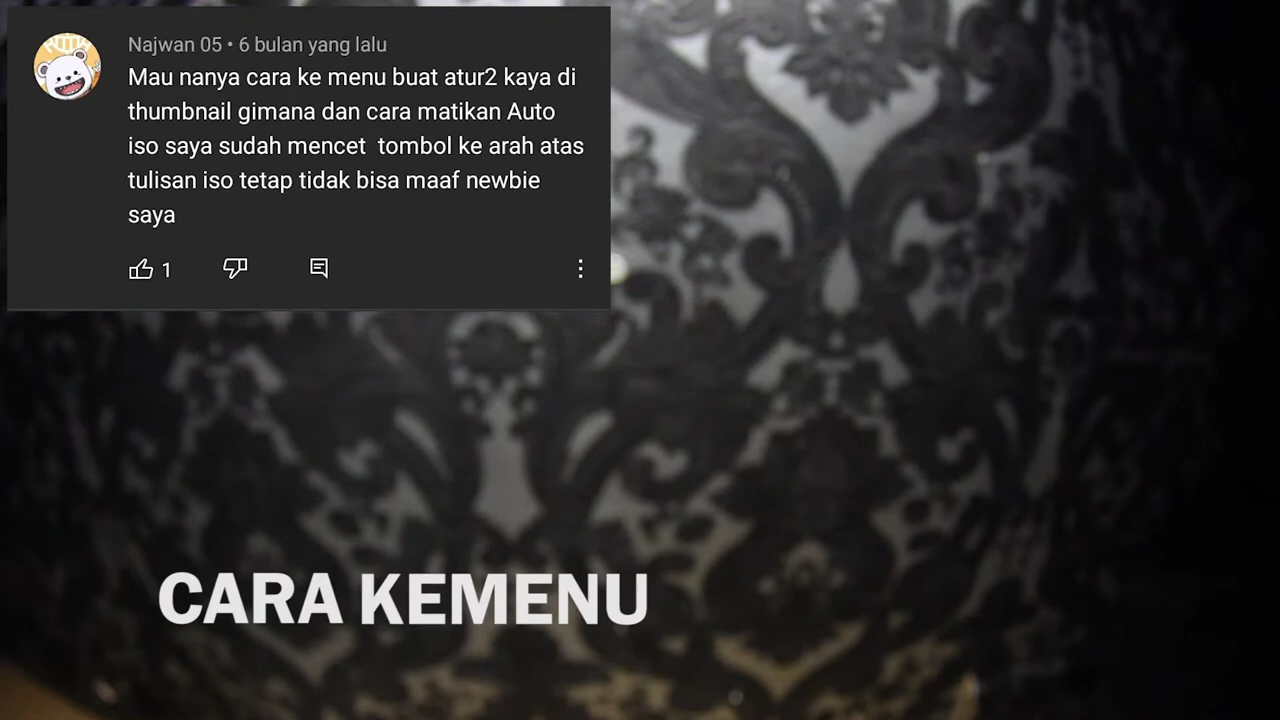 Najwan 05 • 6 bulan yang lalu
Mau nanya cara ke menu buat atur2 kaya di
thumbnail gimana dan cara matikan Auto
iso saya sudah mencet tombol ke arah atas
tulisan iso tetap tidak bisa maaf newbie
saya
1
CARA KEMENU